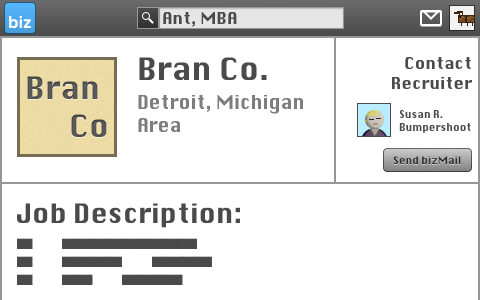 biz
Ant, MBA
Bran
Co
Bran Co.
Detroit, Michigan
Area
Contact
Recruiter
Susan R.
Bumpershoot
Send bizMail
Job Description: